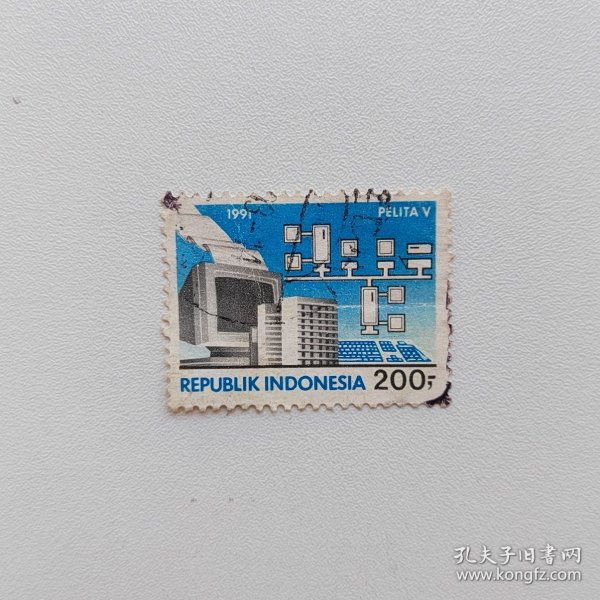 1991
PELITA V
REPUBLIK INDONESIA 200,-
孔夫子旧书网
www.kongfz.com